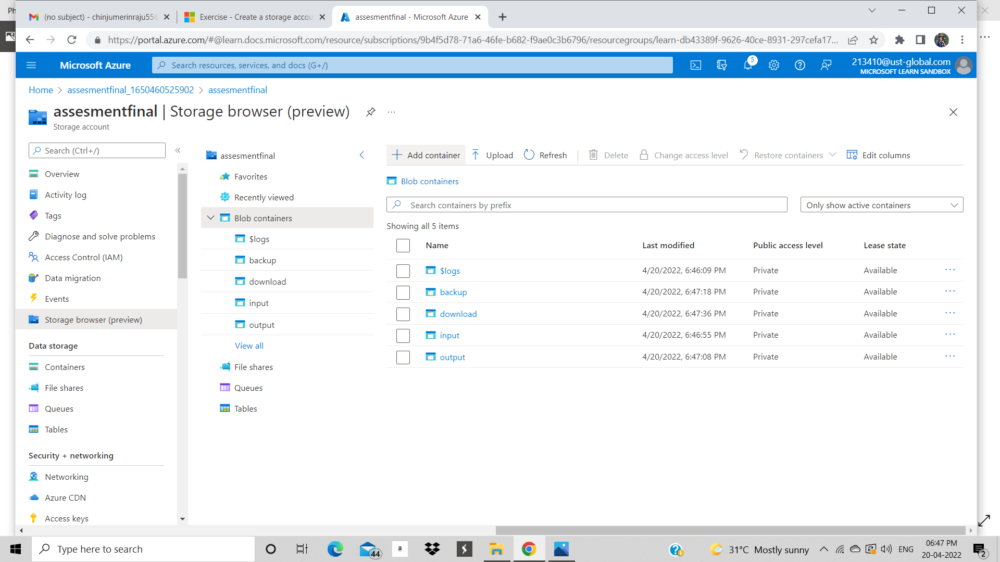 Ph
(no subject) - chinjumerinraju55@
Exercise - Create a storage accou
assesmentfinal - Microsoft Azure
https://portal.azure.com/#@learn.docs.microsoft.com/resource/subscriptions/9b4f5d78-71a6-46fe-b682-f9ae0c3b6796/resourcegroups/learn-db43389f-9626-40ce-8931-297cefa17...
Microsoft Azure
Search resources, services, and docs (G+/)
5
213410@ust-global.com
MICROSOFT LEARN SANDBOX
Home > assesmentfinal_1650460525902 > assesmentfinal
assesmentfinal | Storage browser (preview) ...
Storage account
Search (Ctrl+/)
Overview
Activity log
Tags
Diagnose and solve problems
Access Control (IAM)
Data migration
Events
Storage browser (preview)
Data storage
Containers
File shares
Queues
Tables
Security + networking
Networking
Azure CDN
Access keys
assesmentfinal
Favorites
Recently viewed
Blob containers
$logs
backup
download
input
output
View all
File shares
Queues
Tables
Add container Upload Refresh Delete Change access level Restore containers Edit columns
Blob containers
Search containers by prefix
Only show active containers
Showing all 5 items
Name Last modified Public access level Lease state
$logs 4/20/2022, 6:46:09 PM Private Available ...
backup 4/20/2022, 6:47:18 PM Private Available ...
download 4/20/2022, 6:47:36 PM Private Available ...
input 4/20/2022, 6:46:55 PM Private Available ...
output 4/20/2022, 6:47:08 PM Private Available ...
Type here to search
44
a
31°C Mostly sunny
ENG
06:47 PM
20-04-2022
2